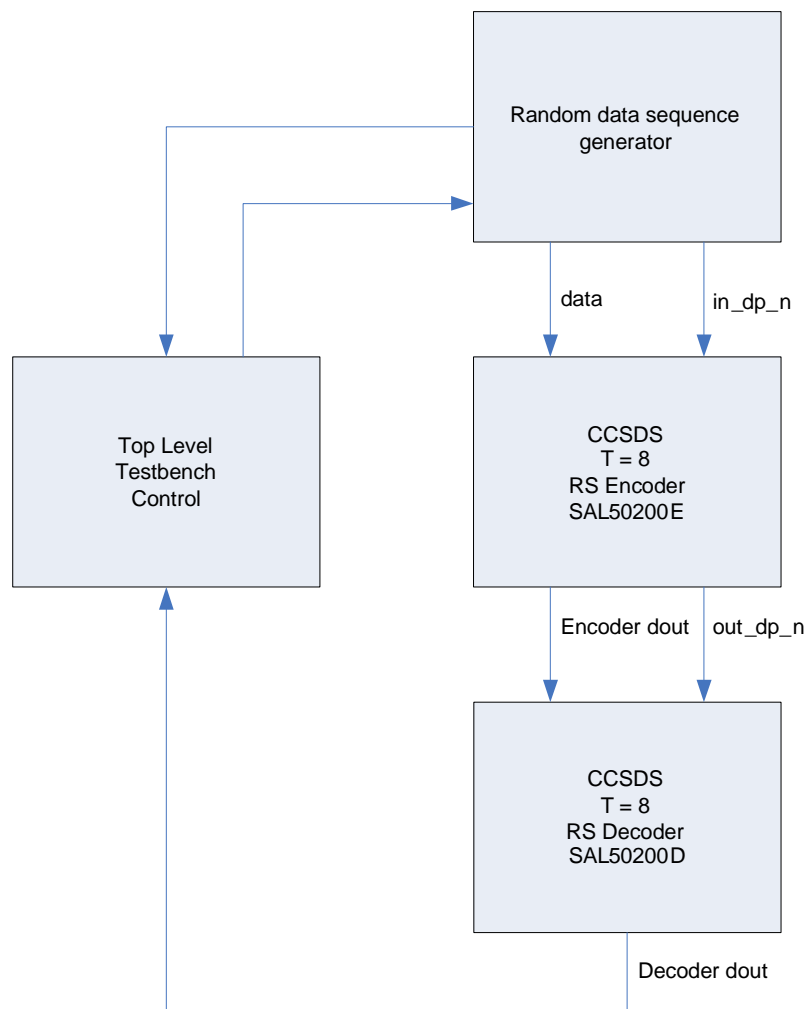 Random data sequence
generator
data
in_dp_n
Top Level
Testbench
Control
CCSDS
T = 8
RS Encoder
SAL50200E
Encoder dout
out_dp_n
CCSDS
T = 8
RS Decoder
SAL50200D
Decoder dout